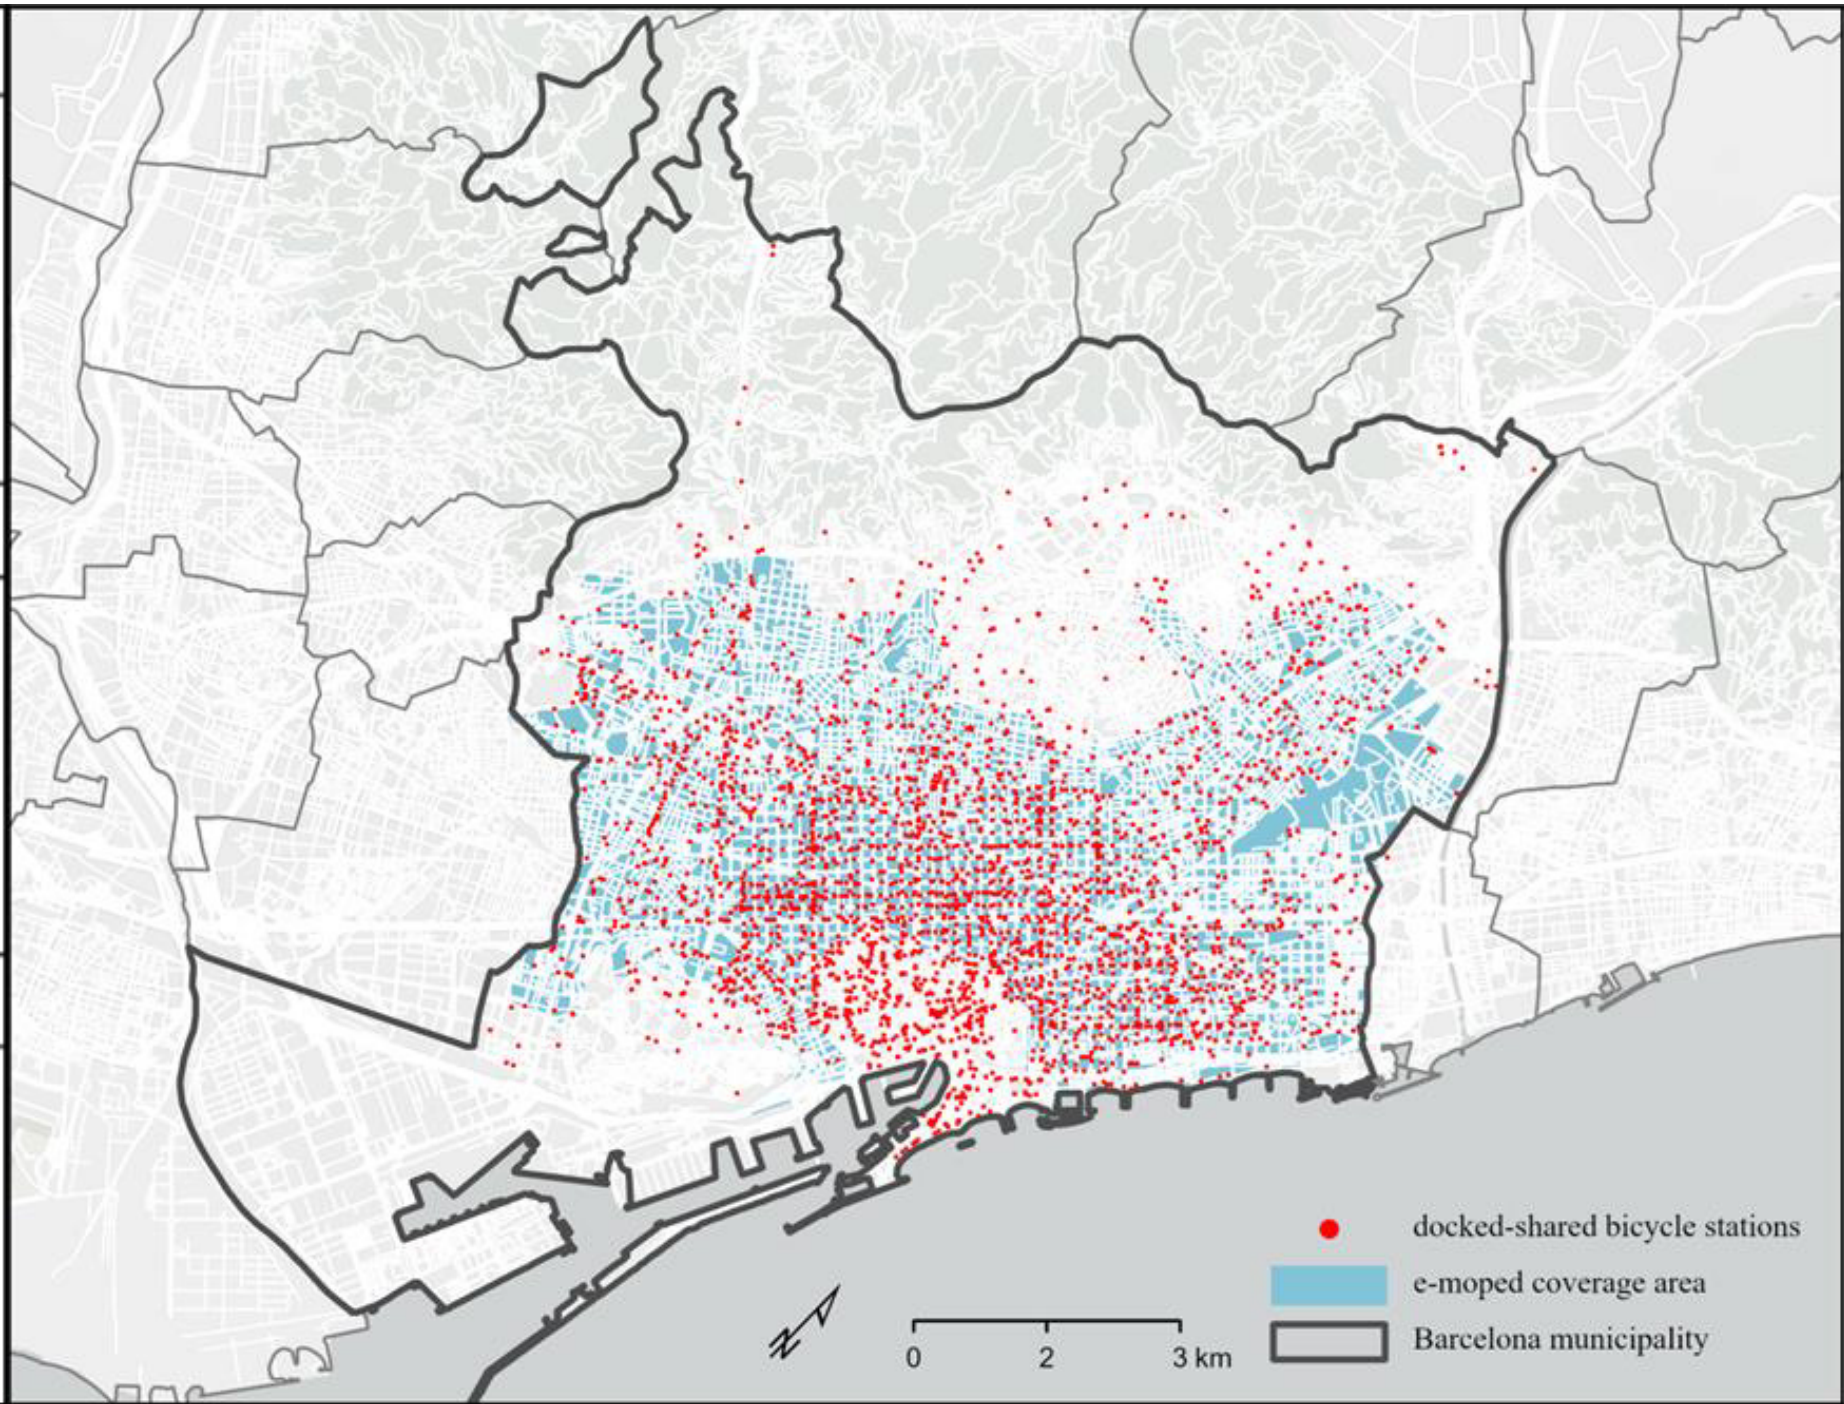 docked-shared bicycle stations
e-moped coverage area
Barcelona municipality
N
0 2 3 km